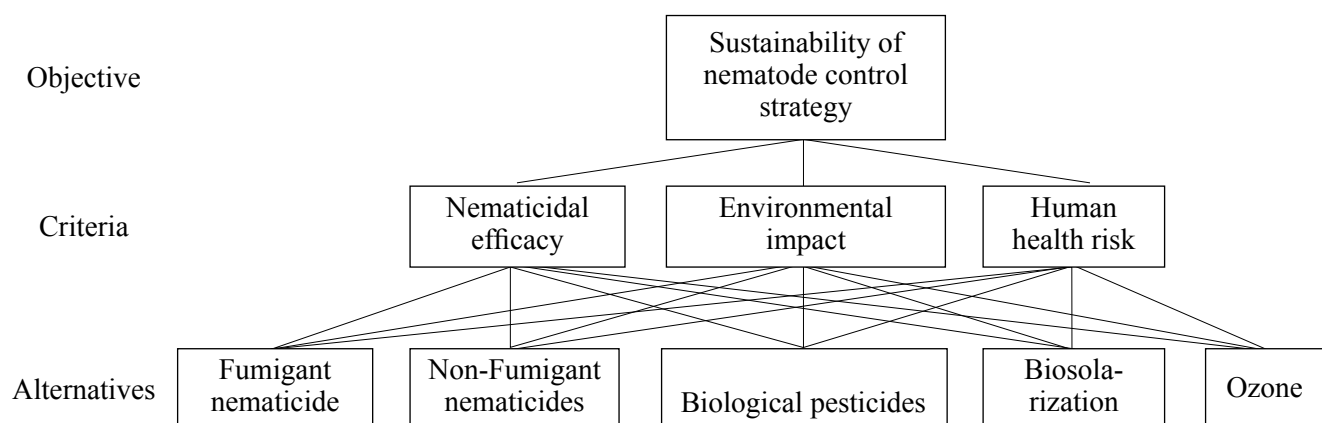 Objective
Sustainability of
nematode control
strategy
Criteria
Nematicidal
efficacy
Environmental
impact
Human
health risk
Alternatives
Fumigant
nematicide
Non-Fumigant
nematicides
Biological pesticides
Biosola-
rization
Ozone